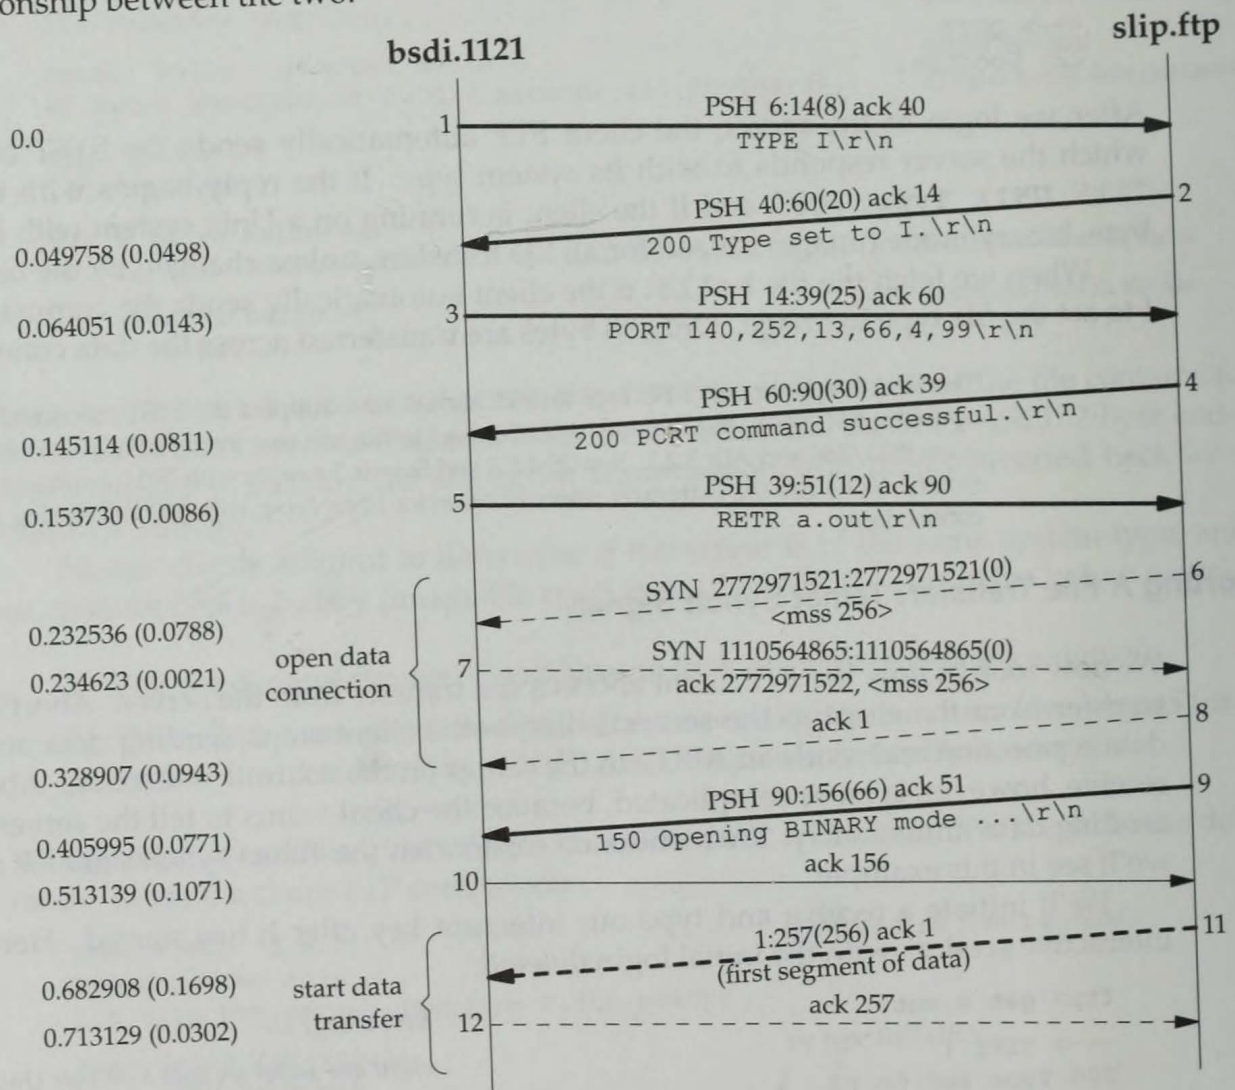 onship between the two.
bsdi.1121
slip.ftp
0.0
1
PSH 6:14(8) ack 40
TYPE I\r\n
PSH 40:60(20) ack 14
2
0.049758 (0.0498)
200 Type set to I.\r\n
PSH 14:39(25) ack 60
0.064051 (0.0143)
3
PORT 140,252,13,66,4,99\r\n
PSH 60:90(30) ack 39
4
0.145114 (0.0811)
200 PORT command successful.\r\n
PSH 39:51(12) ack 90
0.153730 (0.0086)
5
RETR a.out\r\n
SYN 2772971521:2772971521(0)
6
0.232536 (0.0788)
<mss 256>
open data
connection
SYN 1110564865:1110564865(0)
0.234623 (0.0021)
7
ack 2772971522, <mss 256>
ack 1
8
0.328907 (0.0943)
PSH 90:156(66) ack 51
9
0.405995 (0.0771)
150 Opening BINARY mode ...\r\n
ack 156
0.513139 (0.1071)
10
1:257(256) ack 1
11
0.682908 (0.1698)
start data
transfer
(first segment of data)
ack 257
0.713129 (0.0302)
12